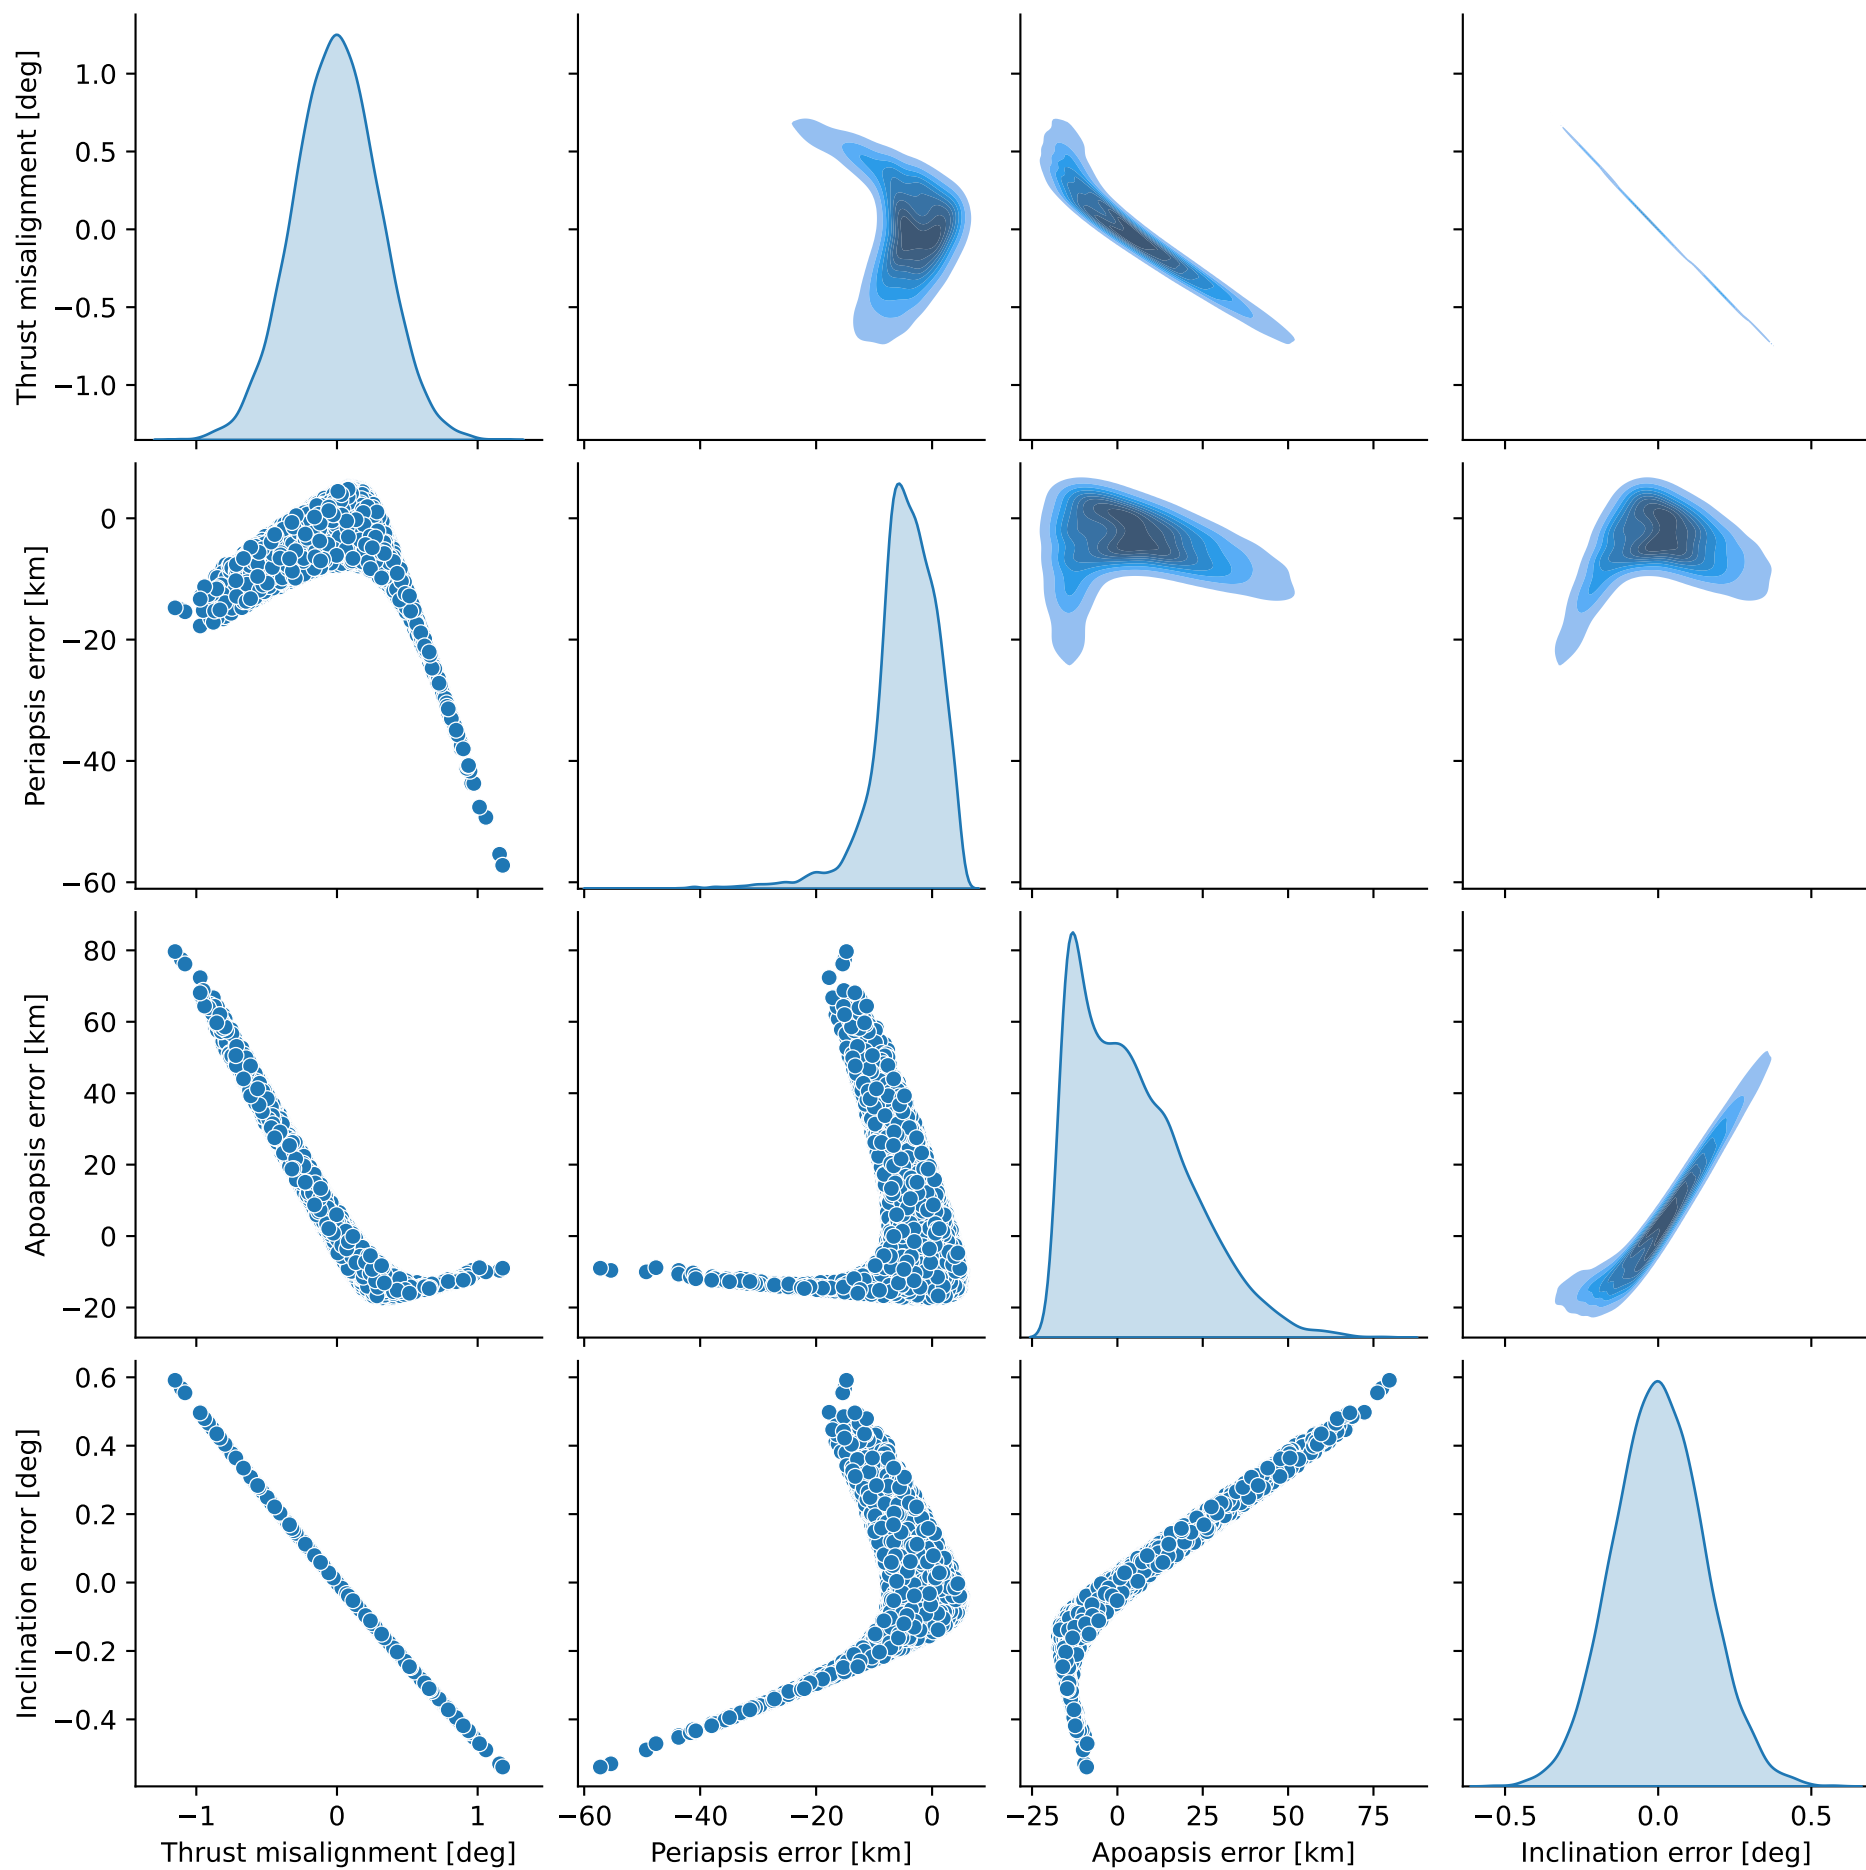 Thrust misalignment [deg]
1.0
0.5
0.0
−0.5
−1.0
Periapsis error [km]
0
−20
−40
−60
Apoapsis error [km]
80
60
40
20
0
−20
Inclination error [deg]
0.6
0.4
0.2
0.0
−0.2
−0.4
−1 0 1
−60 −40 −20 0
−25 0 25 50 75
−0.5 0.0 0.5
Thrust misalignment [deg]
Periapsis error [km]
Apoapsis error [km]
Inclination error [deg]